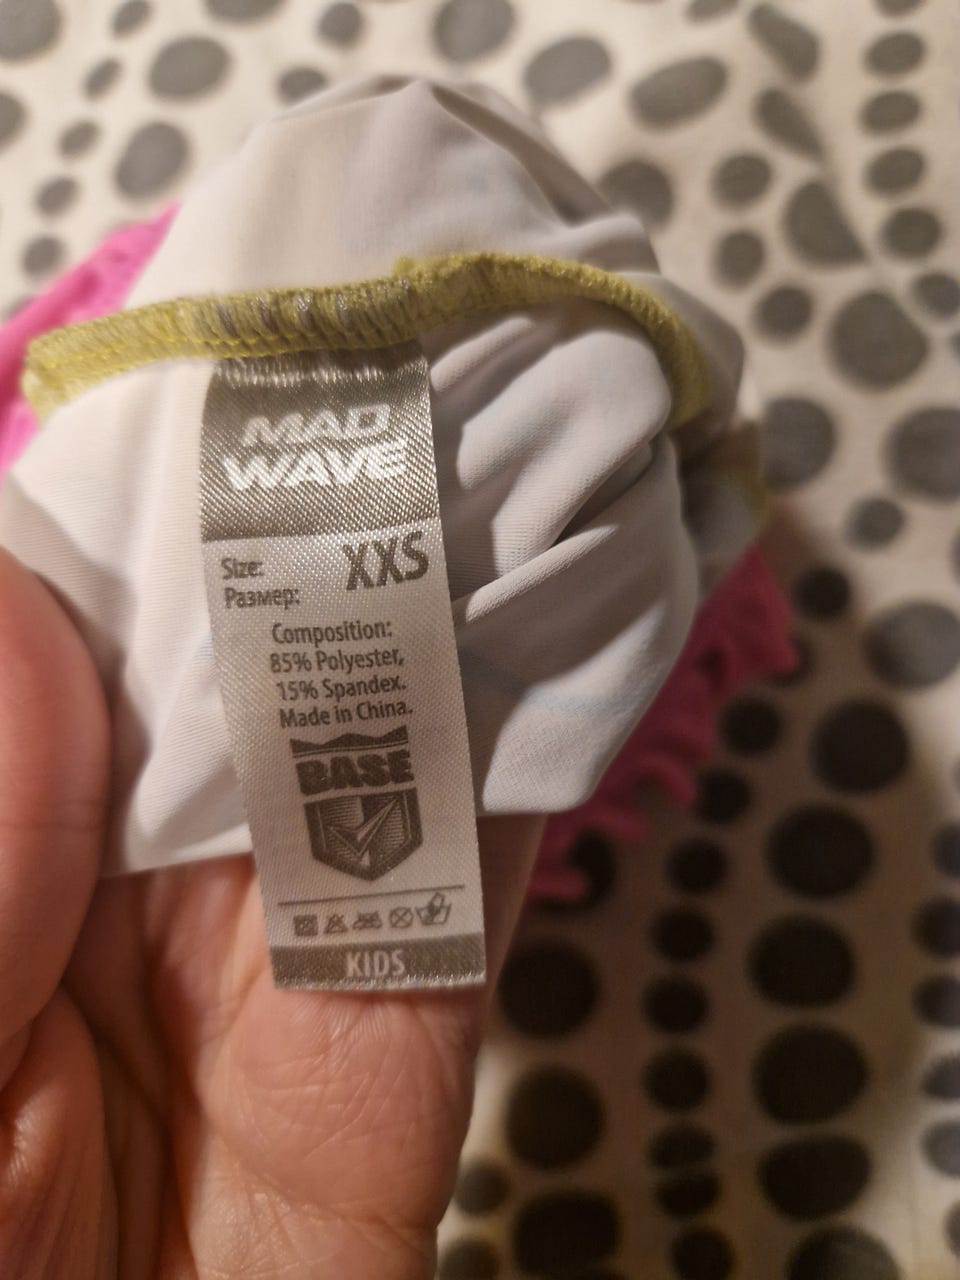 MAD
WAVE
Size: XXS
Размер:
Composition:
85% Polyester,
15% Spandex.
Made in China.
BASE
KIDS